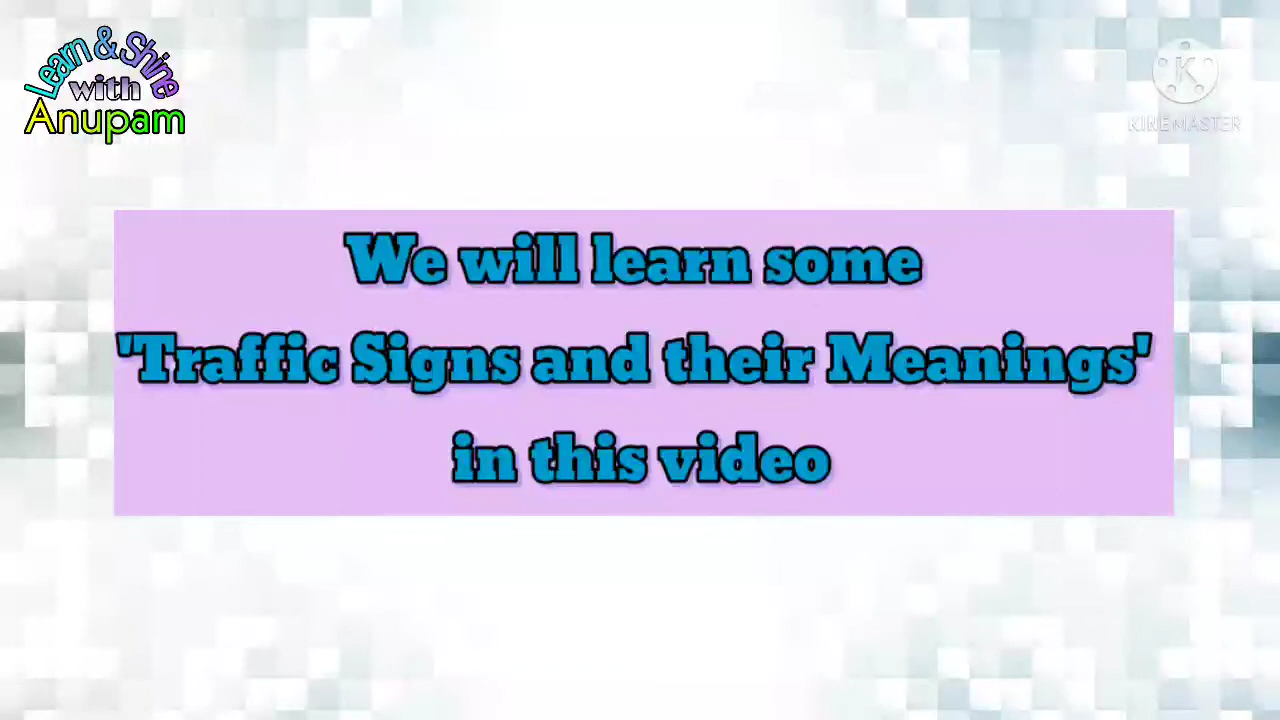 Learn & Shine
with
Anupam
KINEMASTER
We will learn some
'Traffic Signs and their Meanings'
in this video